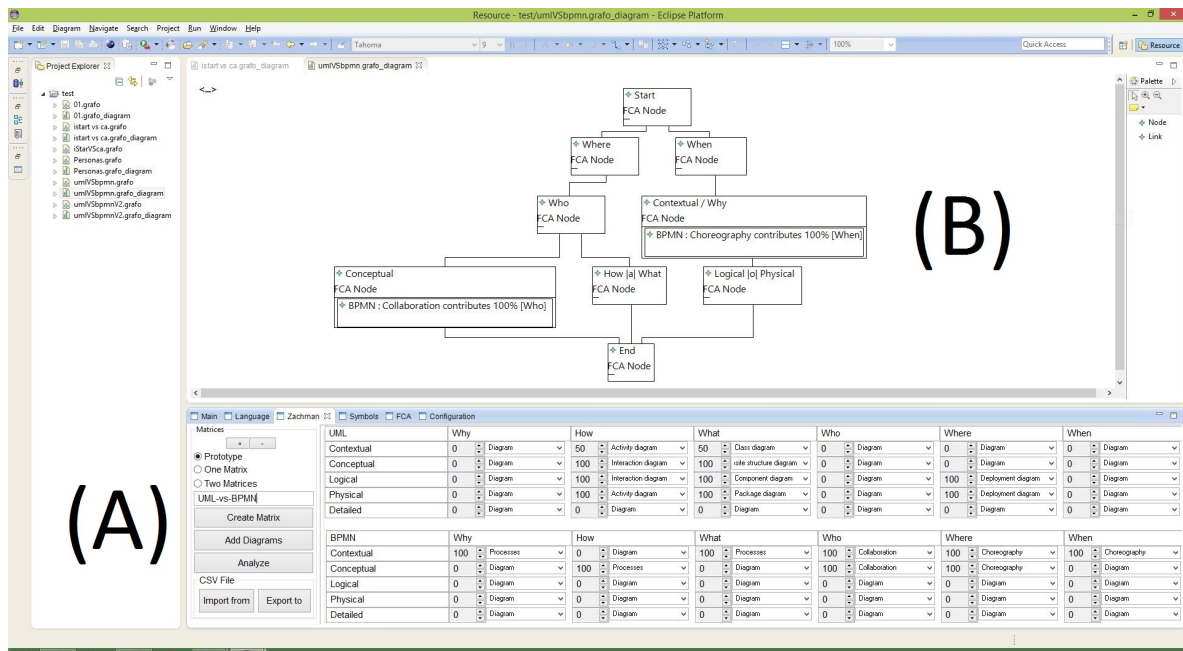 Resource - test/umlVSbpmn.grafo_diagram - Eclipse Platform
File Edit Diagram Navigate Search Project Run Window Help
Tahoma 9 100% Quick Access Resource
Project Explorer
test
01.grafo
01.grafo_diagram
istart vs ca.grafo
istart vs ca.grafo_diagram
iStarVSca.grafo
Personas.grafo
Personas.grafo_diagram
umlVSbpmn.grafo
umlVSbpmn.grafo_diagram
umlVSbpmnV2.grafo
umlVSbpmnV2.grafo_diagram
istart vs ca.grafo_diagram umlVSbpmn.grafo_diagram
<...>
Start
FCA Node
Where
FCA Node
When
FCA Node
Who
FCA Node
Contextual / Why
FCA Node
BPMN : Choreography contributes 100% [When]
Conceptual
FCA Node
BPMN : Collaboration contributes 100% [Who]
How |a| What
FCA Node
Logical |o| Physical
FCA Node
End
FCA Node
(B)
Palette
Node
Link
(A)
Main Language Zachman Symbols FCA Configuration
Matrices
+ -
Prototype
One Matrix
Two Matrices
UML-vs-BPMN
Create Matrix
Add Diagrams
Analyze
CSV File
Import from Export to
UML Why How What Who Where When
Contextual 0 Diagram 50 Activity diagram 50 Class diagram 0 Diagram 0 Diagram 0 Diagram
Conceptual 0 Diagram 100 Interaction diagram 100 site structure diagram 0 Diagram 0 Diagram 0 Diagram
Logical 0 Diagram 100 Interaction diagram 100 Component diagram 0 Diagram 100 Deployment diagram 0 Diagram
Physical 0 Diagram 100 Activity diagram 100 Package diagram 0 Diagram 100 Deployment diagram 0 Diagram
Detailed 0 Diagram 0 Diagram 0 Diagram 0 Diagram 0 Diagram 0 Diagram
BPMN Why How What Who Where When
Contextual 100 Processes 0 Diagram 100 Processes 100 Collaboration 100 Choreography 100 Choreography
Conceptual 0 Diagram 100 Processes 0 Diagram 100 Collaboration 100 Choreography 0 Diagram
Logical 0 Diagram 0 Diagram 0 Diagram 0 Diagram 0 Diagram 0 Diagram
Physical 0 Diagram 0 Diagram 0 Diagram 0 Diagram 0 Diagram 0 Diagram
Detailed 0 Diagram 0 Diagram 0 Diagram 0 Diagram 0 Diagram 0 Diagram